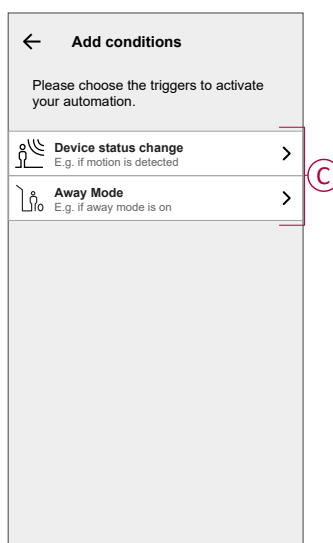 Add conditions
Please choose the triggers to activate
your automation.
Device status change
E.g. if motion is detected
Away Mode
E.g. if away mode is on
C